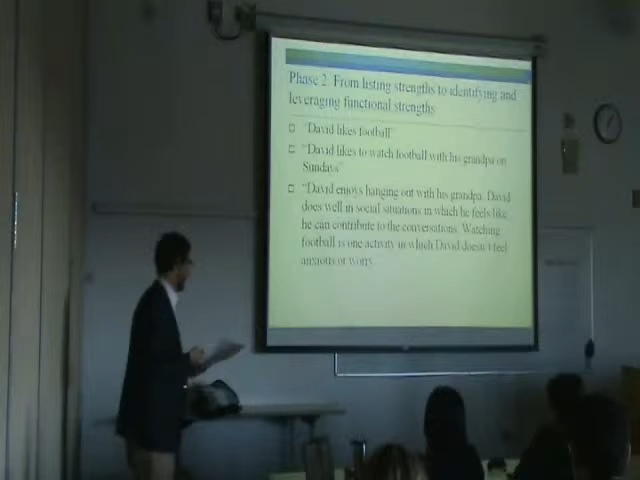 Phase 2. From listing strengths to identifying and
leveraging functional strengths
"David likes football"
"David likes to watch football with his grandpa on
Sundays"
"David enjoys hanging out with his grandpa. David
does well in social situations in which he feels like
he can contribute to the conversations. Watching
football is one activity in which David doesn't feel
anxious or worry.